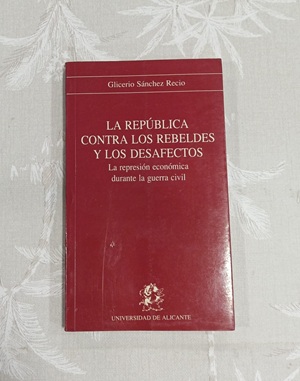 Glicerio Sánchez Recio
LA REPÚBLICA
CONTRA LOS REBELDES
Y LOS DESAFECTOS
La represión económica
durante la guerra civil
UNIVERSIDAD DE ALICANTE